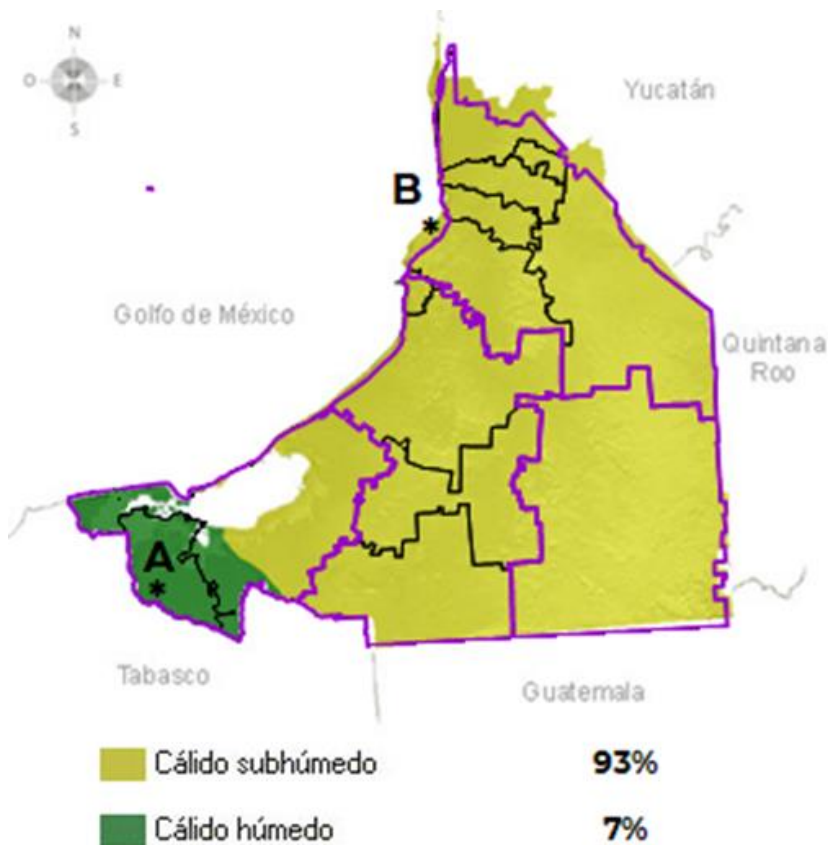 N
O E
S
Yucatán
B
*
Golfo de México
Quintana
Roo
A
*
Tabasco
Guatemala
Cálido subhúmedo 93%
Cálido húmedo 7%